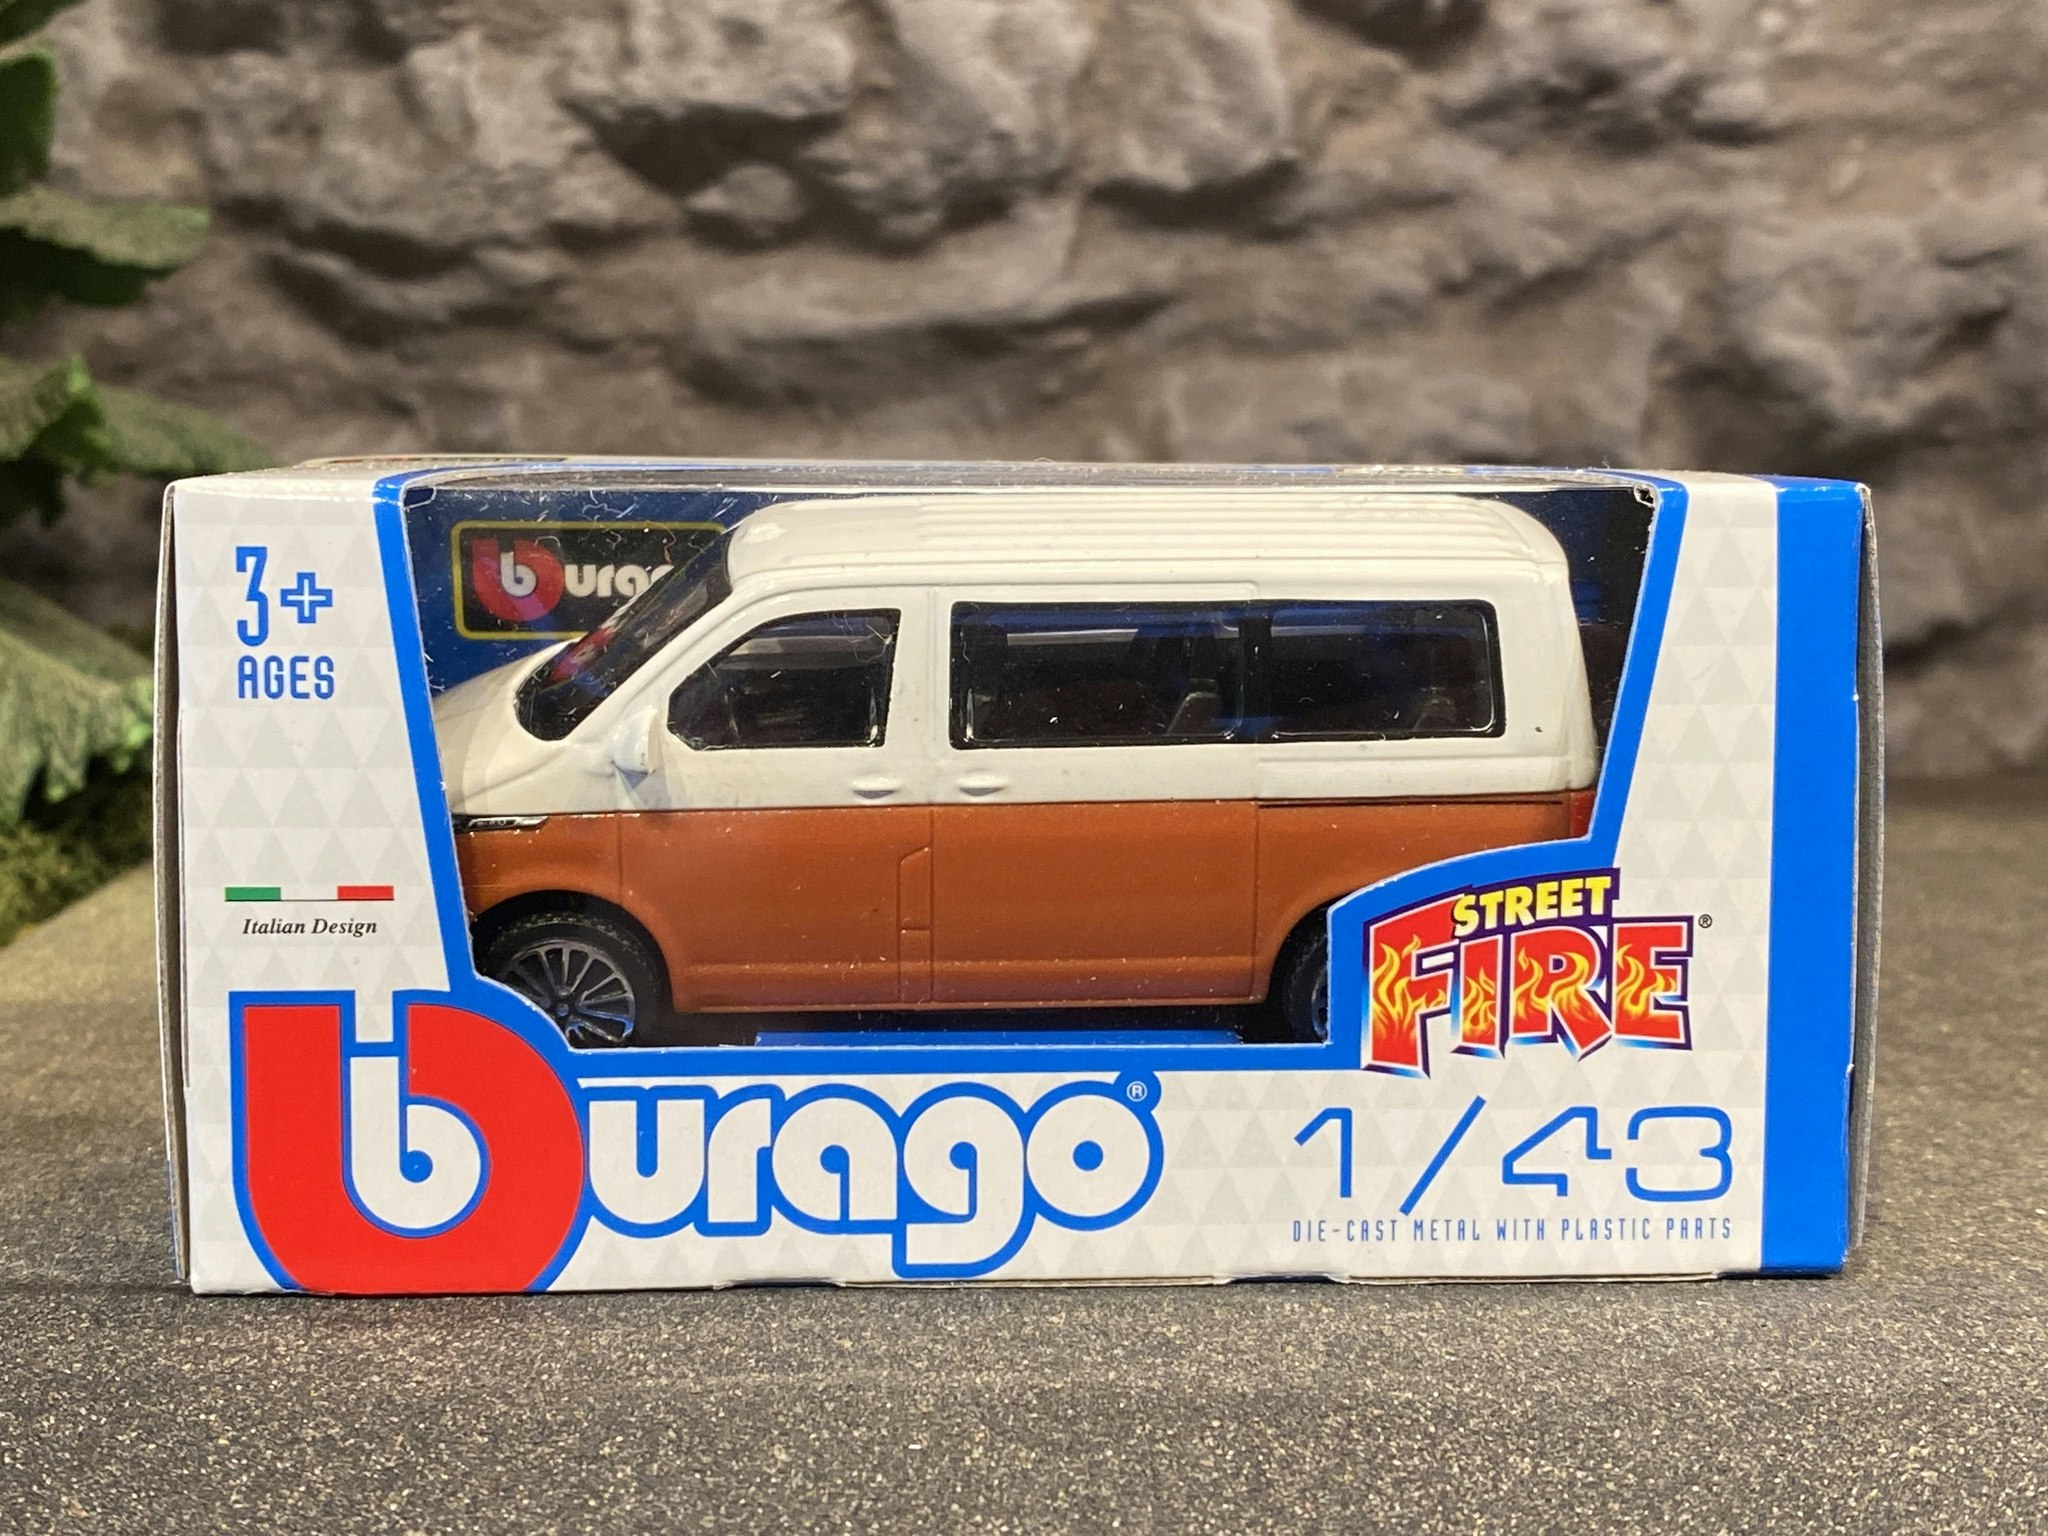 burago
3+
AGES
Italian Design
STREET
FIRE®
burago®
1/43
DIE-CAST METAL WITH PLASTIC PARTS